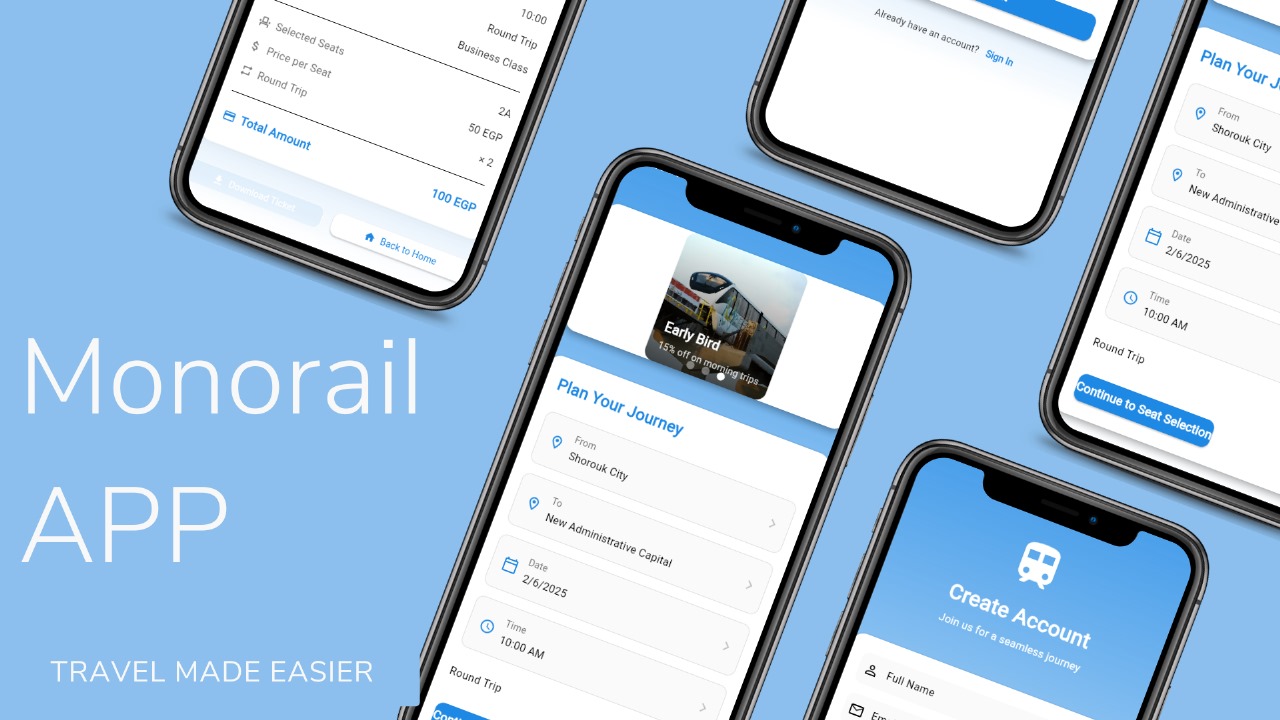 10:00
Round Trip
Business Class
Selected Seats
2A
Price per Seat
50 EGP
Round Trip
× 2
Total Amount
100 EGP
Download Ticket
Back to Home
Already have an account? Sign In
Monorail
APP
TRAVEL MADE EASIER
Early Bird
15% off on morning trips
Plan Your Journey
From
Shorouk City
To
New Administrative Capital
Date
2/6/2025
Time
10:00 AM
Round Trip
Plan Your
From
Shorouk City
To
New Administrative
Date
2/6/2025
Time
10:00 AM
Round Trip
Continue to Seat Selection
Create Account
Join us for a seamless journey
Full Name